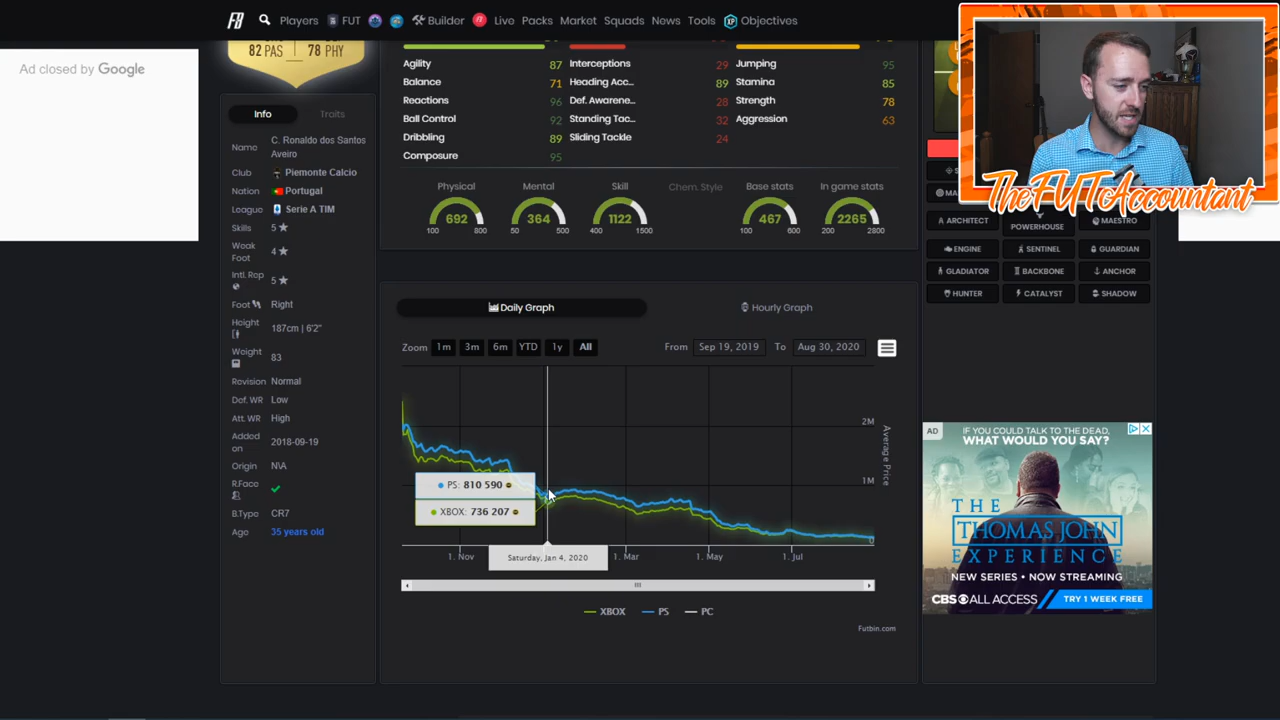 FB Players FUT Builder Live Packs Market Squads News Tools XP Objectives
82 PAS 78 PHY
Ad closed by Google
Info Traits
Name C. Ronaldo dos Santos Aveiro
Club Piemonte Calcio
Nation Portugal
League Serie A TIM
Skills 5★
Weak Foot 4★
Intl. Rep 5★
Foot Right
Height 187cm | 6'2"
Weight 83
Revision Normal
Def. WR Low
Att. WR High
Added on 2018-09-19
Origin N\A
R.Face
B.Type CR7
Age 35 years old
Agility 87
Balance 71
Reactions 96
Ball Control 92
Dribbling 89
Composure 95
Interceptions 29
Heading Acc... 89
Def. Awarene... 28
Standing Tac... 32
Sliding Tackle 24
Jumping 95
Stamina 85
Strength 78
Aggression 63
Physical Mental Skill Chem. Style Base stats In game stats
692 364 1122 467 2265
100 800 50 500 400 1500 100 600 200 2800
Daily Graph Hourly Graph
Zoom 1m 3m 6m YTD 1y All From Sep 19, 2019 To Aug 30, 2020
2M
1M
0
Average Price
PS: 810 590
XBOX: 736 207
1. Nov Saturday, Jan 4, 2020 1. Mar 1. May 1. Jul
XBOX PS PC
Futbin.com
TheFUTAccountant
ARCHITECT POWERHOUSE MAESTRO
ENGINE SENTINEL GUARDIAN
GLADIATOR BACKBONE ANCHOR
HUNTER CATALYST SHADOW
AD
IF YOU COULD TALK TO THE DEAD,
WHAT WOULD YOU SAY?
THE
THOMAS JOHN
EXPERIENCE
NEW SERIES • NOW STREAMING
CBS ALL ACCESS TRY 1 WEEK FREE